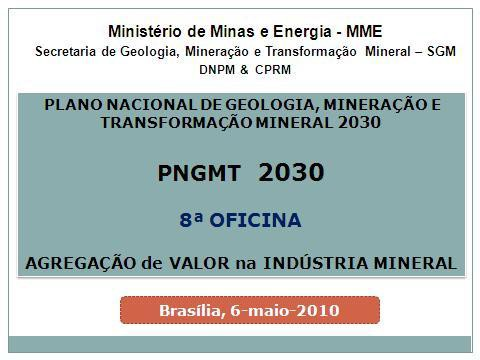 Ministério de Minas e Energia - MME
Secretaria de Geologia, Mineração e Transformação Mineral – SGM
DNPM & CPRM
PLANO NACIONAL DE GEOLOGIA, MINERAÇÃO E
TRANSFORMAÇÃO MINERAL 2030
PNGMT 2030
8ª OFICINA
AGREGAÇÃO de VALOR na INDÚSTRIA MINERAL
Brasília, 6-maio-2010